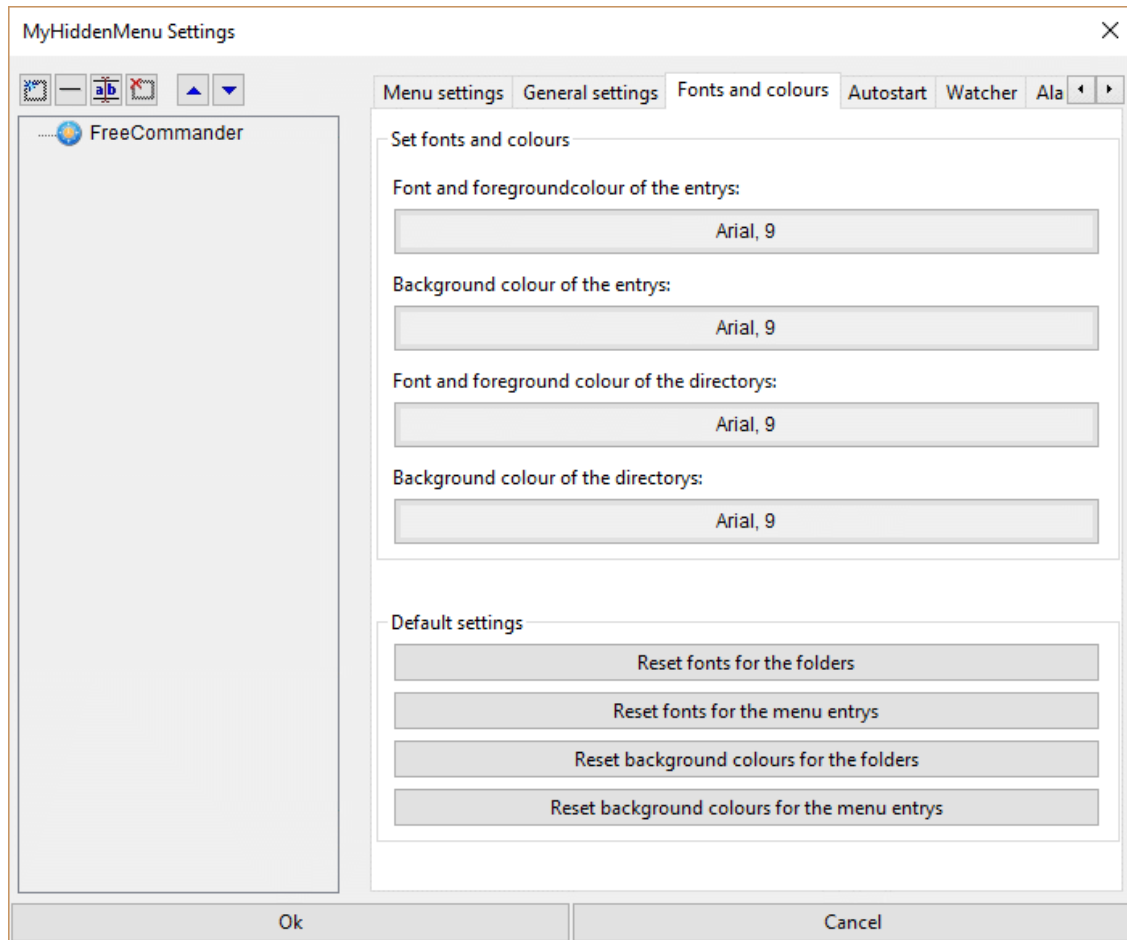 MyHiddenMenu Settings
a b
Menu settings General settings Fonts and colours Autostart Watcher Ala
FreeCommander
Set fonts and colours
Font and foregroundcolour of the entrys:
Arial, 9
Background colour of the entrys:
Arial, 9
Font and foreground colour of the directorys:
Arial, 9
Background colour of the directorys:
Arial, 9
Default settings
Reset fonts for the folders
Reset fonts for the menu entrys
Reset background colours for the folders
Reset background colours for the menu entrys
Ok Cancel